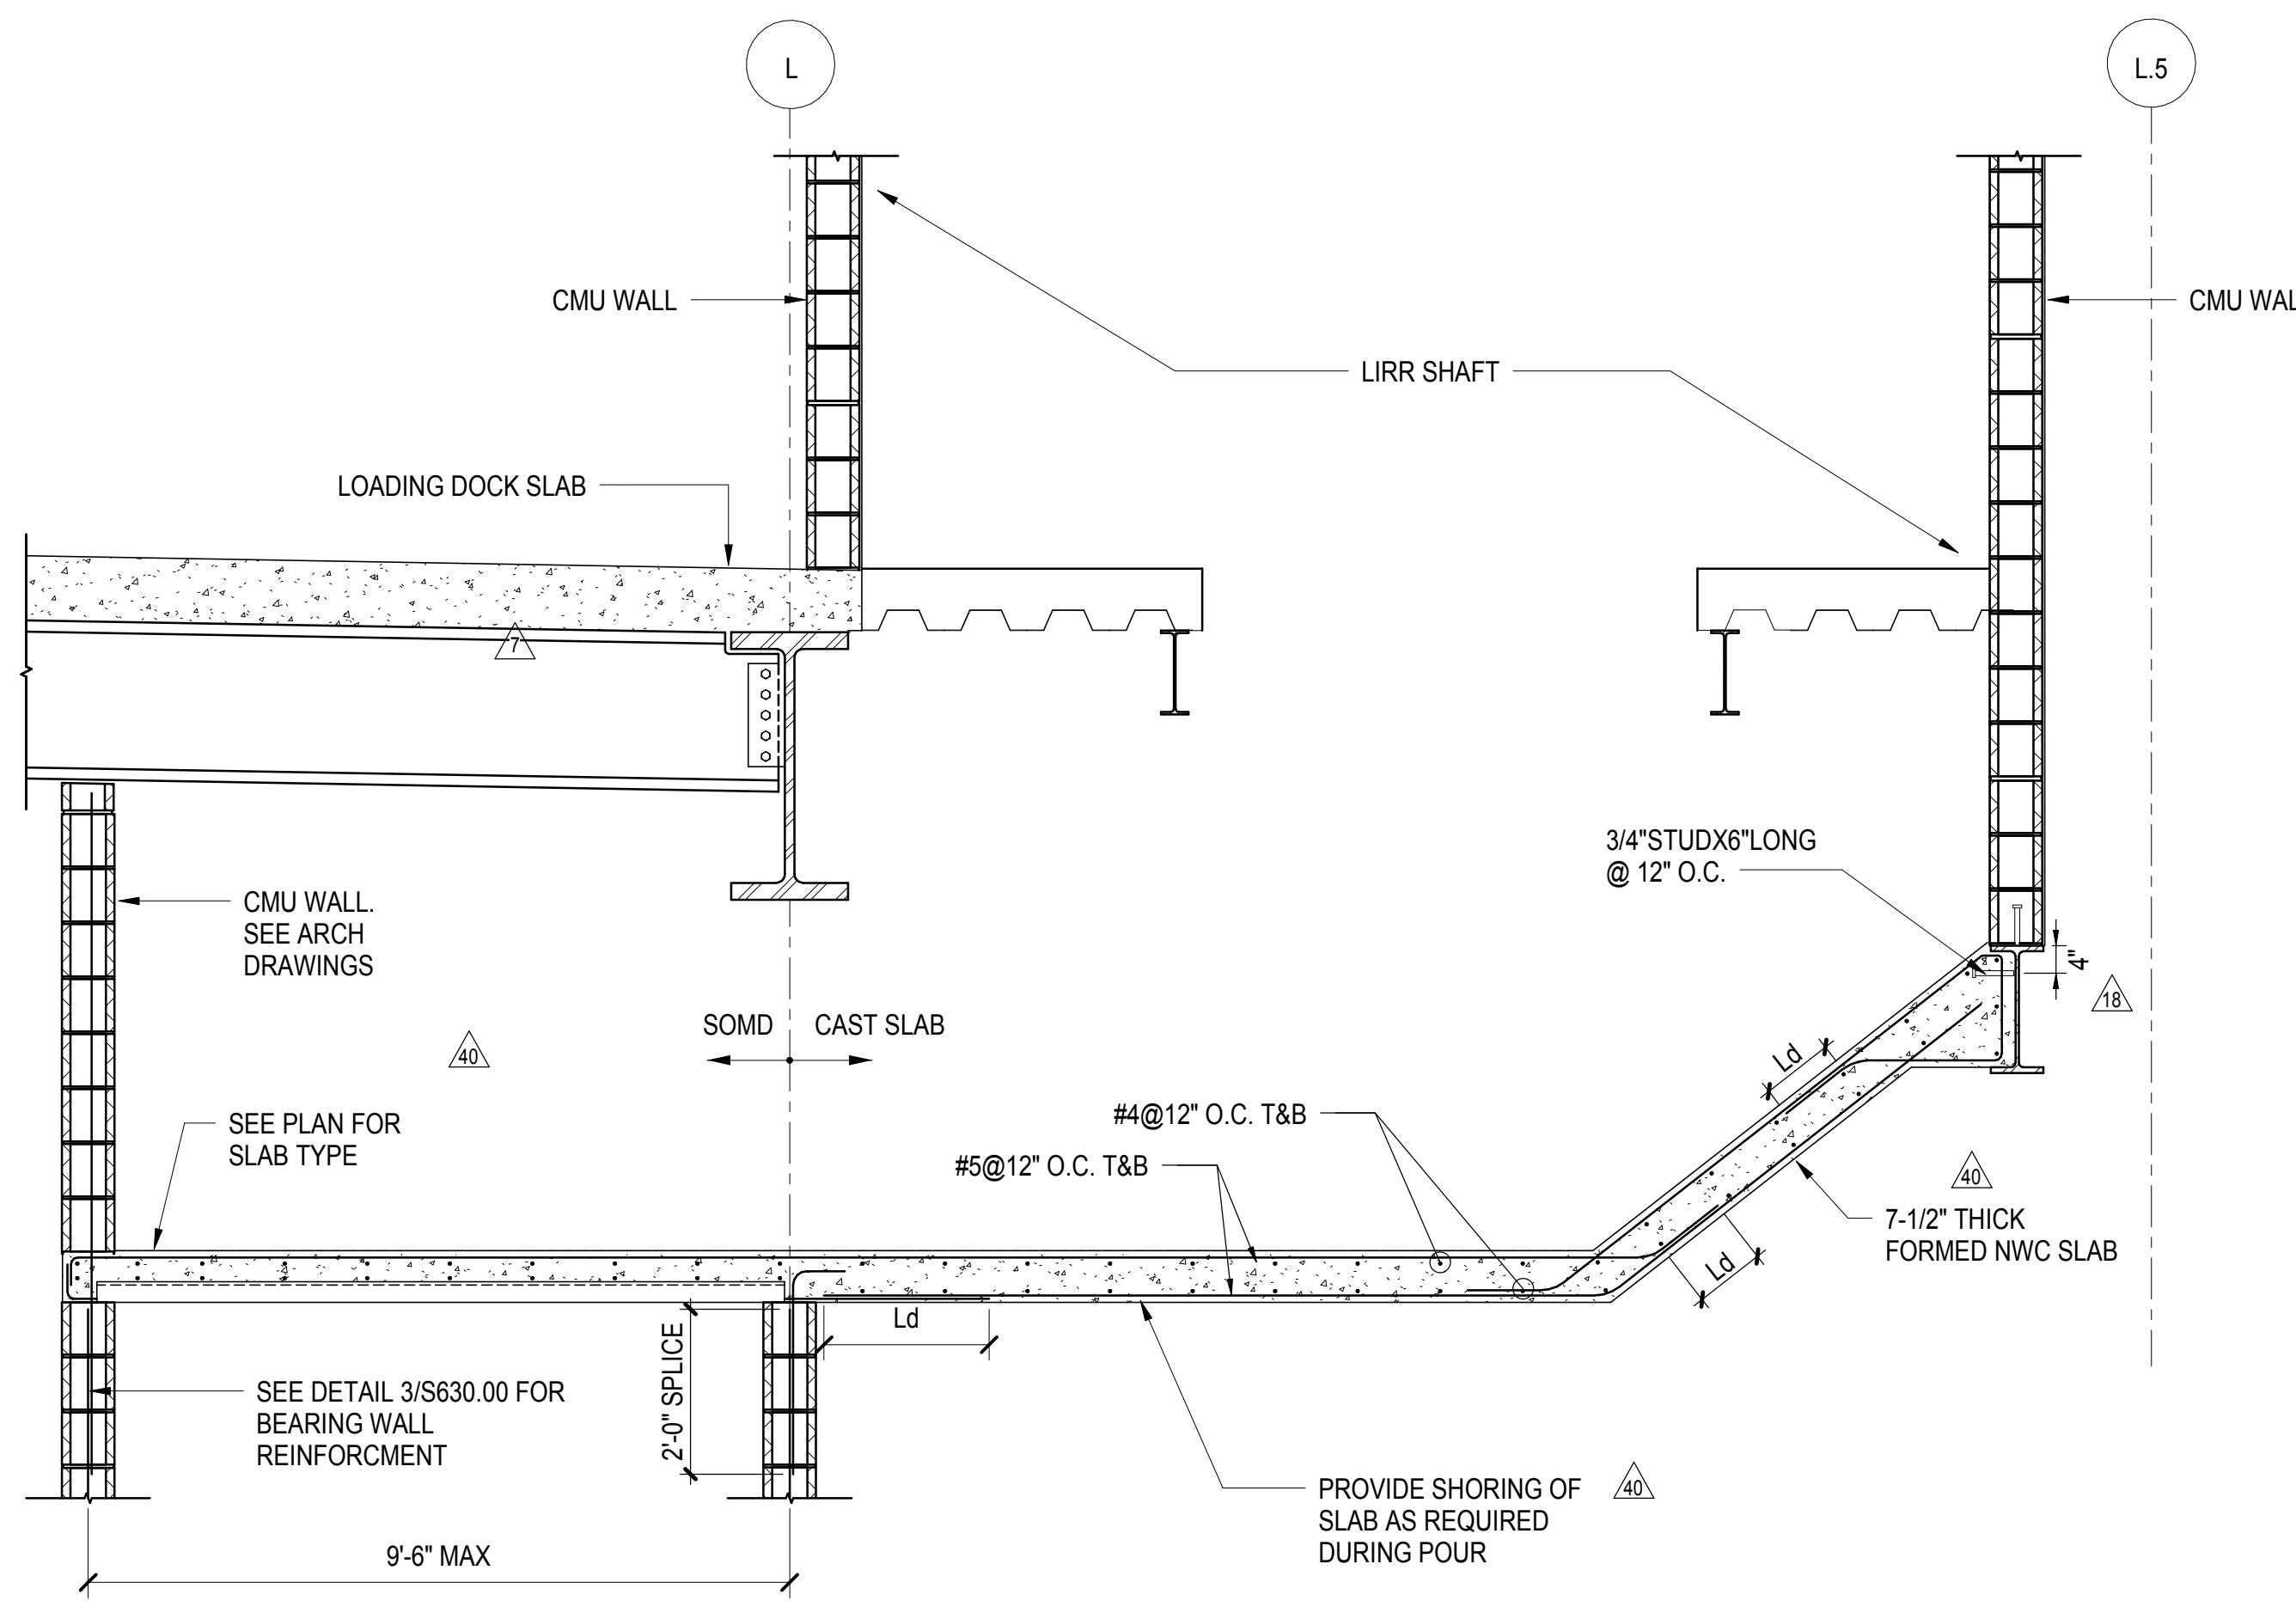 L
L.5
CMU WALL
CMU WAL
LIRR SHAFT
LOADING DOCK SLAB
7
3/4"STUDX6"LONG
@ 12" O.C.
CMU WALL.
SEE ARCH
DRAWINGS
4"
18
SOMD
CAST SLAB
40
Ld
SEE PLAN FOR
SLAB TYPE
#4@12" O.C. T&B
#5@12" O.C. T&B
40
7-1/2" THICK
FORMED NWC SLAB
Ld
Ld
2'-0" SPLICE
SEE DETAIL 3/S630.00 FOR
BEARING WALL
REINFORCMENT
PROVIDE SHORING OF
SLAB AS REQUIRED
DURING POUR
40
9'-6" MAX